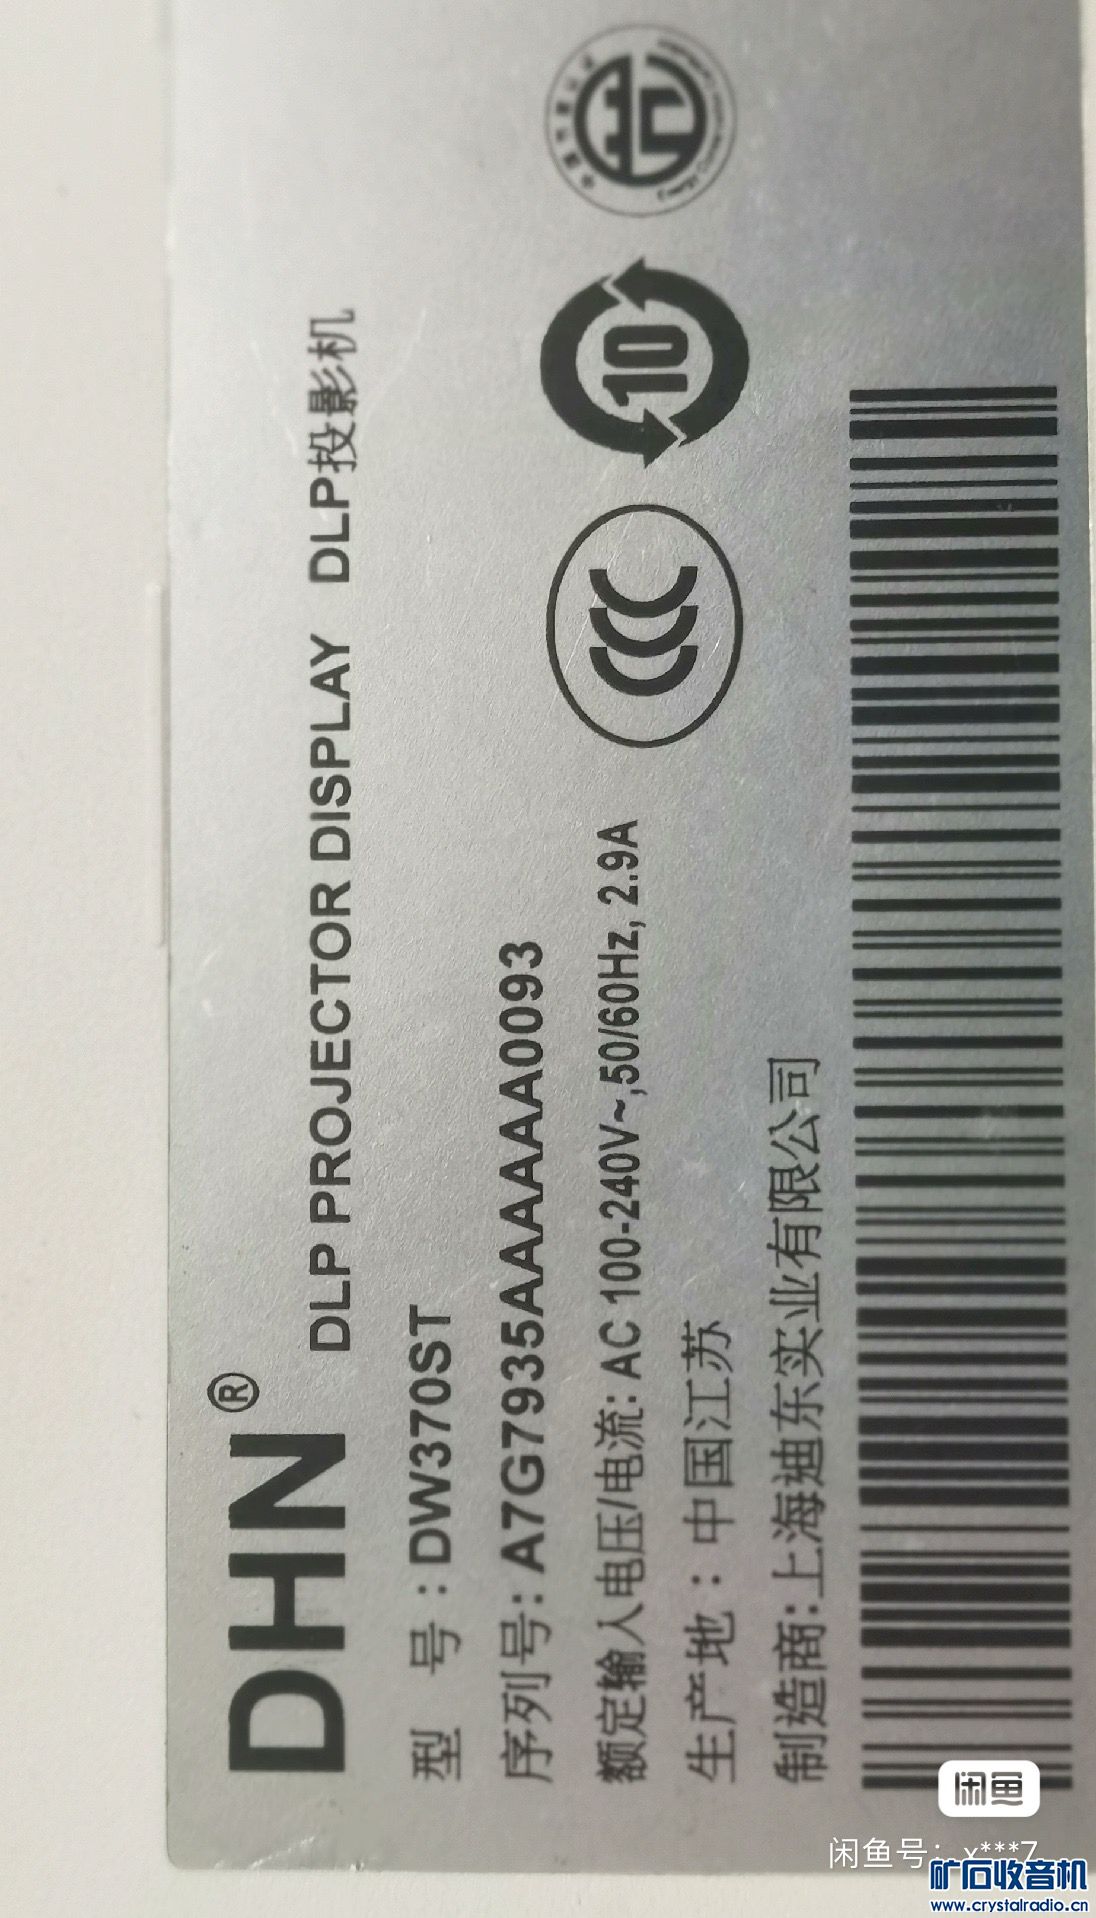 DHN®
DLP PROJECTOR DISPLAY DLP投影机
型 号：DW370ST
序列号：A7G7935AAAAAA0093
额定输入电压/电流：AC 100-240V~,50/60Hz, 2.9A
生产地：中国江苏
制造商：上海迪东实业有限公司
CCC
10
闲鱼
闲鱼号：x***7
矿石收音机
www.crystalradio.cn